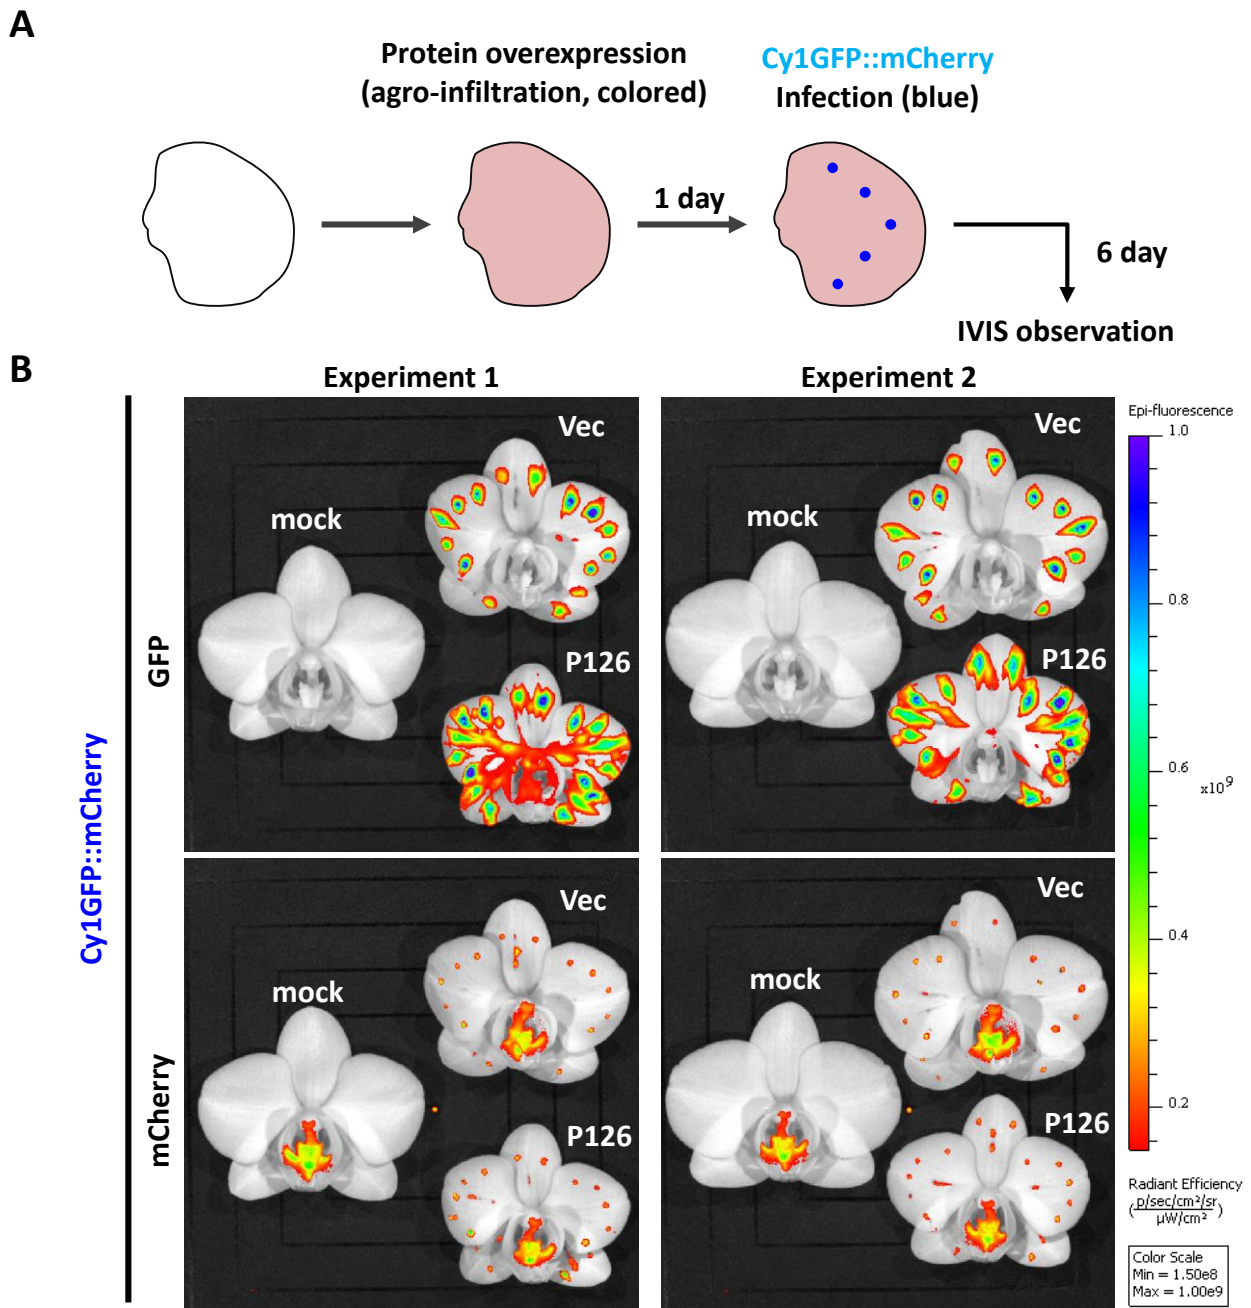 A
Protein overexpression
(agro-infiltration, colored)
Cy1GFP::mCherry
Infection (blue)
1 day
6 day
IVIS observation
B
Experiment 1
Experiment 2
Cy1GFP::mCherry
GFP
mCherry
Vec
mock
P126
Vec
mock
P126
Vec
mock
P126
Vec
mock
P126
Epi-fluorescence
1.0
0.8
0.6
x10⁹
0.4
0.2
Radiant Efficiency
(p/sec/cm²/sr
µW/cm²)
Color Scale
Min = 1.50e8
Max = 1.00e9